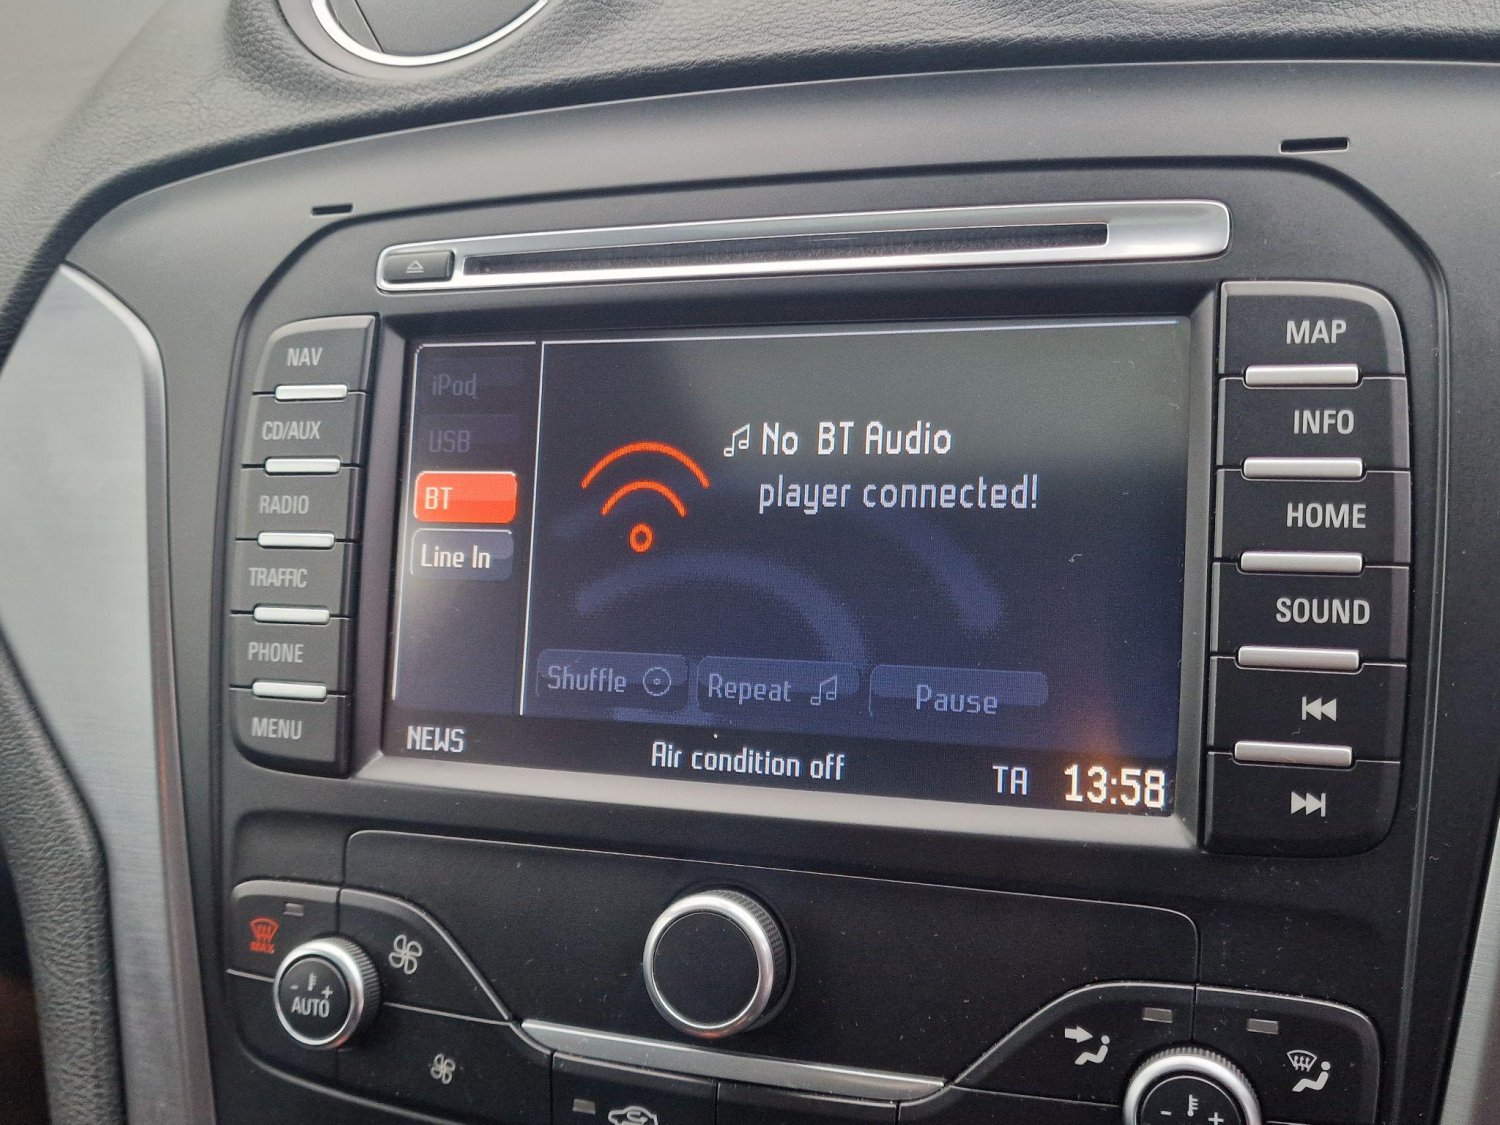 NAV
CD/AUX
RADIO
TRAFFIC
PHONE
MENU
iPod
USB
BT
Line In
No BT Audio
player connected!
Shuffle
Repeat
Pause
NEWS
Air condition off
TA
13:58
MAP
INFO
HOME
SOUND
MAX
- +
AUTO
- +